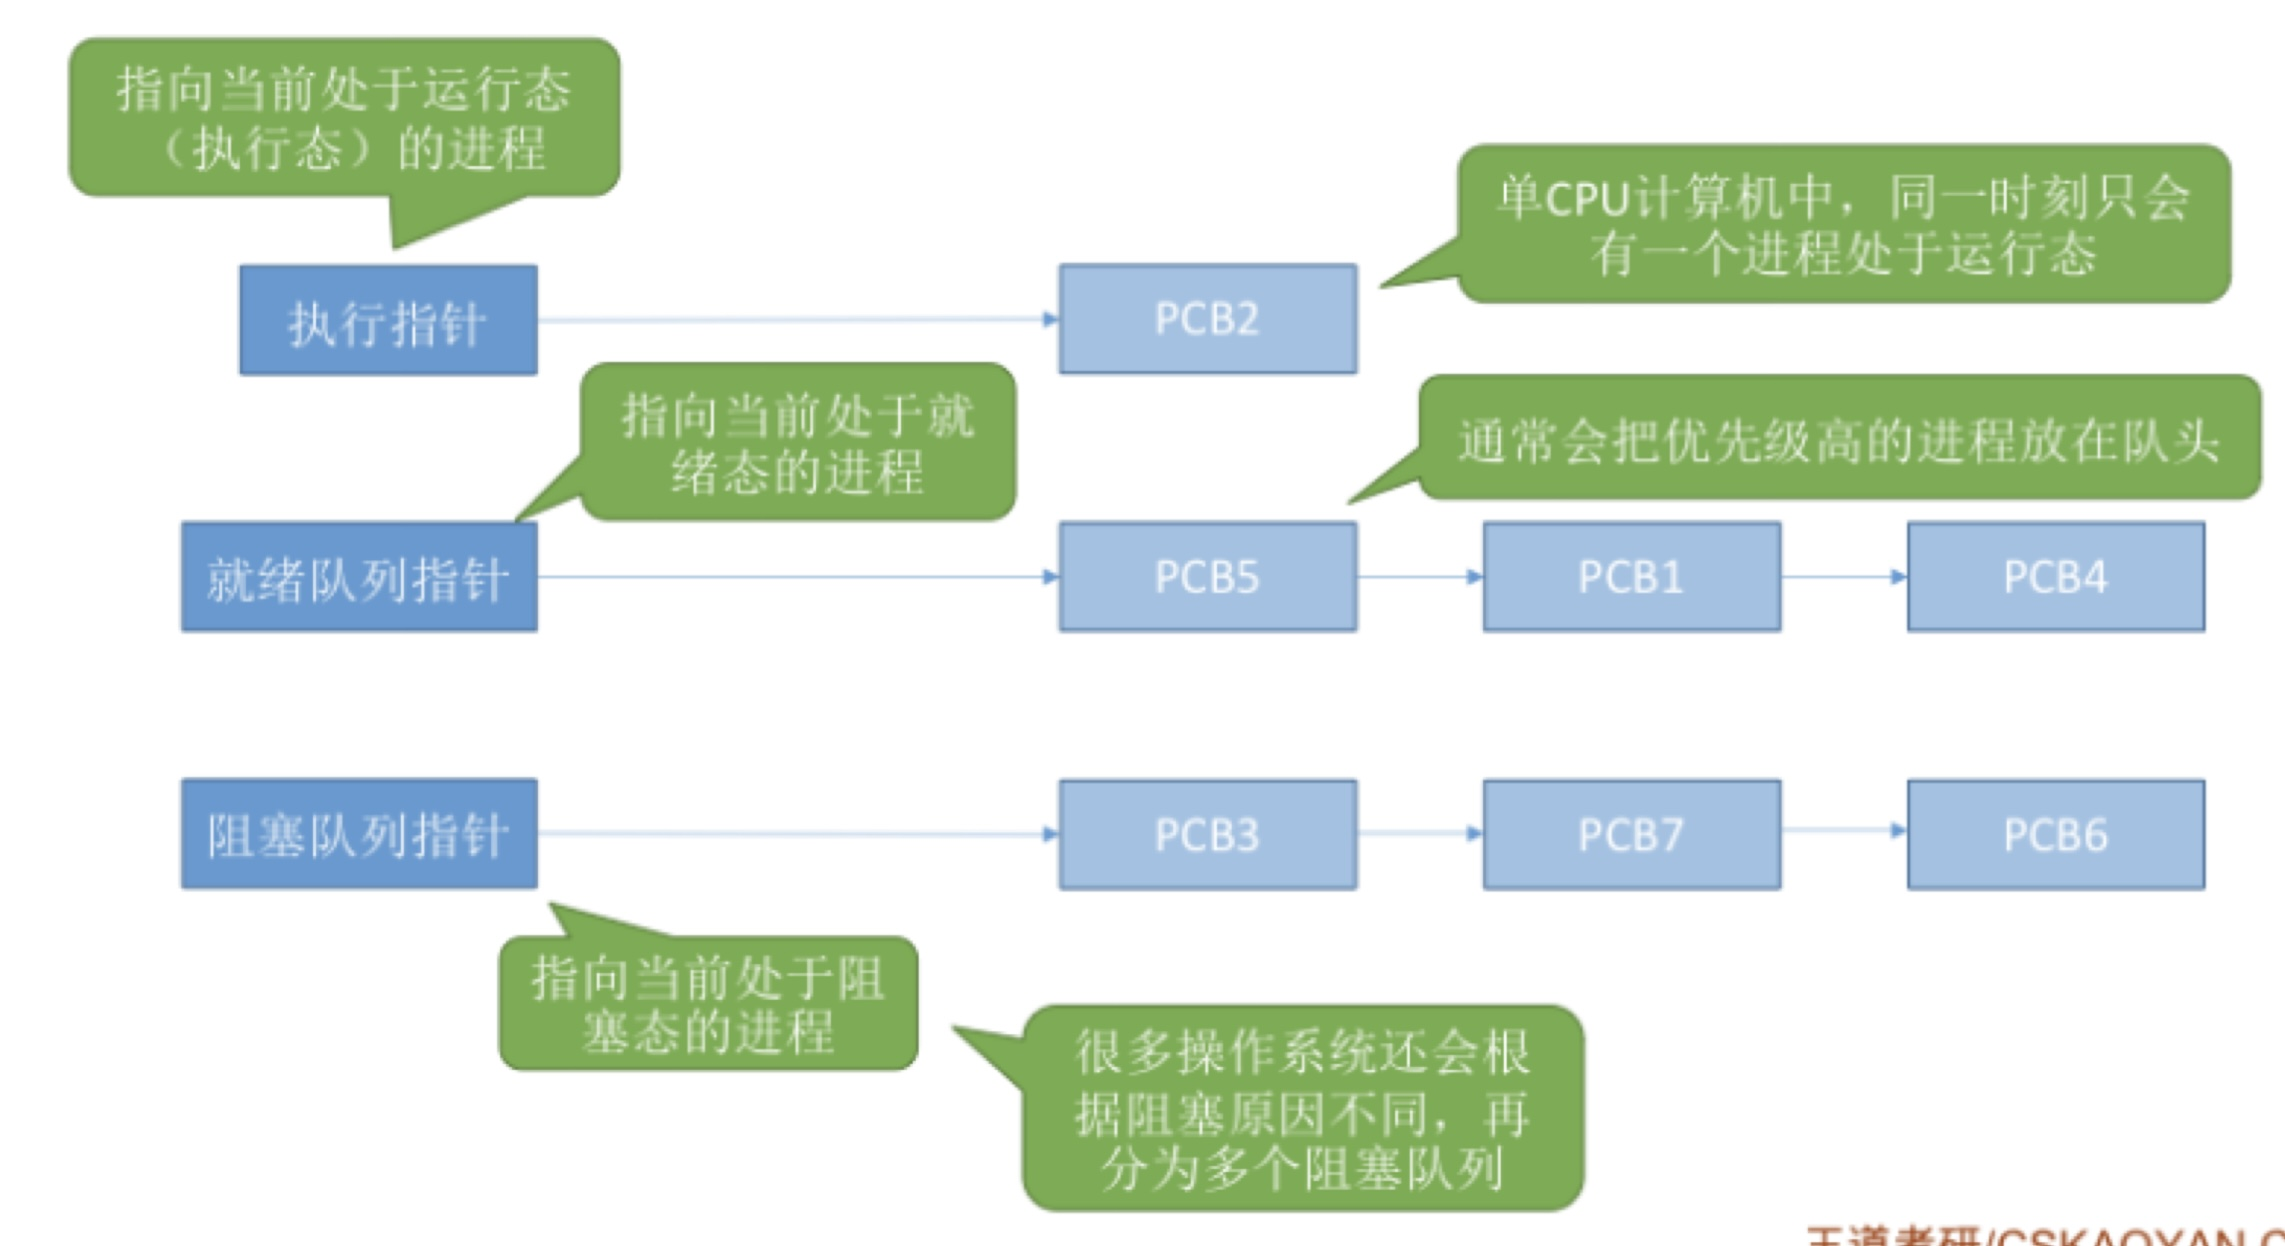 指向当前处于运行态
（执行态）的进程
单CPU计算机中，同一时刻只会
有一个进程处于运行态
执行指针
PCB2
指向当前处于就
绪态的进程
通常会把优先级高的进程放在队头
就绪队列指针
PCB5
PCB1
PCB4
阻塞队列指针
PCB3
PCB7
PCB6
指向当前处于阻
塞态的进程
很多操作系统还会根
据阻塞原因不同，再
分为多个阻塞队列
王道考研/CSKAOYAN.C